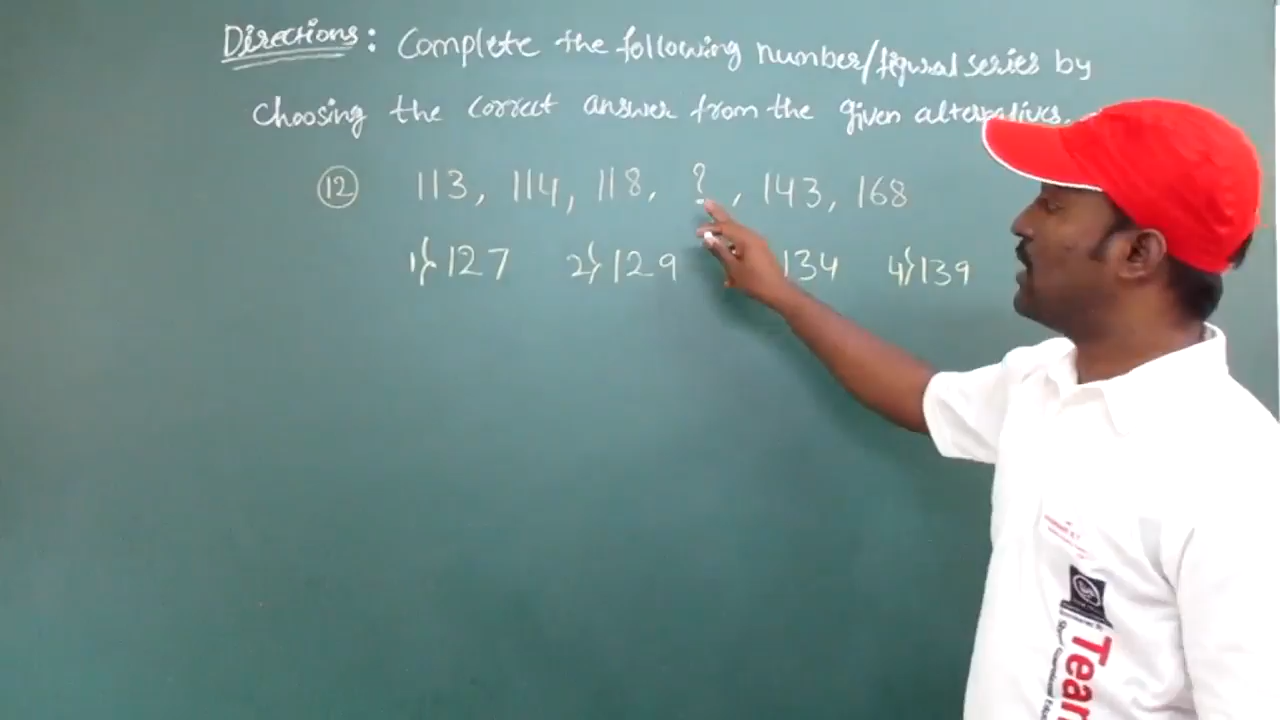 Directions: Complete the following number/figural series by
choosing the correct answer from the given alternatives.
12 113, 114, 118, ?, 143, 168
1) 127 2) 129 134 4) 139
Team